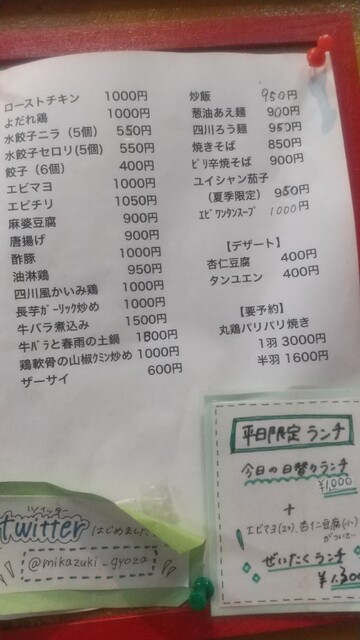 ローストチキン 1000円
よだれ鶏 1000円
水餃子ニラ(5個) 550円
水餃子セロリ(5個) 550円
餃子(6個) 400円
エビマヨ 1000円
エビチリ 1050円
麻婆豆腐 900円
唐揚げ 900円
酢豚 1000円
油淋鶏 950円
四川風かいみ鶏 1000円
長芋ガーリック炒め 1000円
牛バラ煮込み 1500円
牛バラと春雨の土鍋 1800円
鶏軟骨の山椒クミン炒め 1000円
ザーサイ 600円
炒飯 950円
葱油あえ麺 900円
四川ろう麺 950円
焼きそば 850円
ピリ辛焼そば 900円
ユイシャン茄子
(夏季限定) 950円
エビワンタンスープ 1000円
【デザート】
杏仁豆腐 400円
タンユエン 400円
【要予約】
丸鶏パリパリ焼き
1羽 3000円
半羽 1600円
平日限定 ランチ
今日の日替りランチ
¥1,000
+
エビマヨ(2ヶ)、杏仁豆腐(ハーフ)
がついた
ぜいたくランチ
ツイッター
twitter はじめました
@mikazuki_gyoza